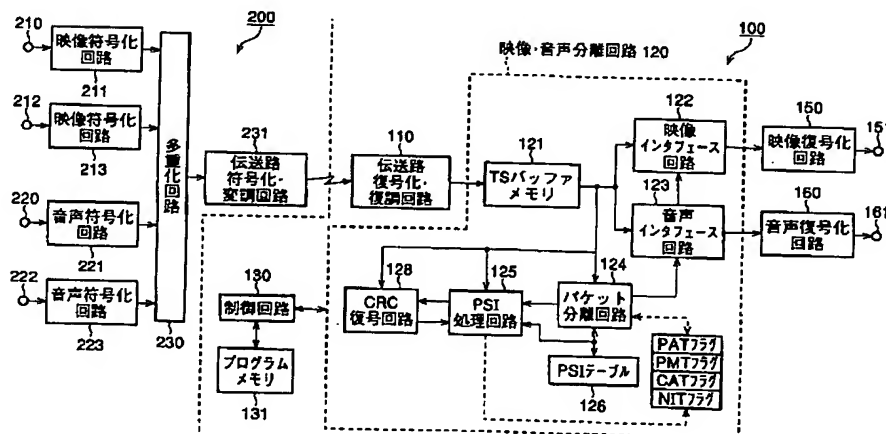 200
100
映像・音声分離回路 120
210
映像符号化
回路
211
212
映像符号化
回路
213
220
音声符号化
回路
221
222
音声符号化
回路
223
多重化回路
230
231
伝送路
符号化・
変調回路
110
伝送路
復号化・
復調回路
121
TSバッファ
メモリ
122
映像
インタフェース
回路
123
音声
インタフェース
回路
150
映像復号化
回路
151
160
音声復号化
回路
161
130
制御回路
プログラム
メモリ
131
128
CRC
復号回路
125
PSI
処理回路
124
パケット
分離回路
PSIテーブル
126
PATフラグ
PMTフラグ
CATフラグ
NITフラグ